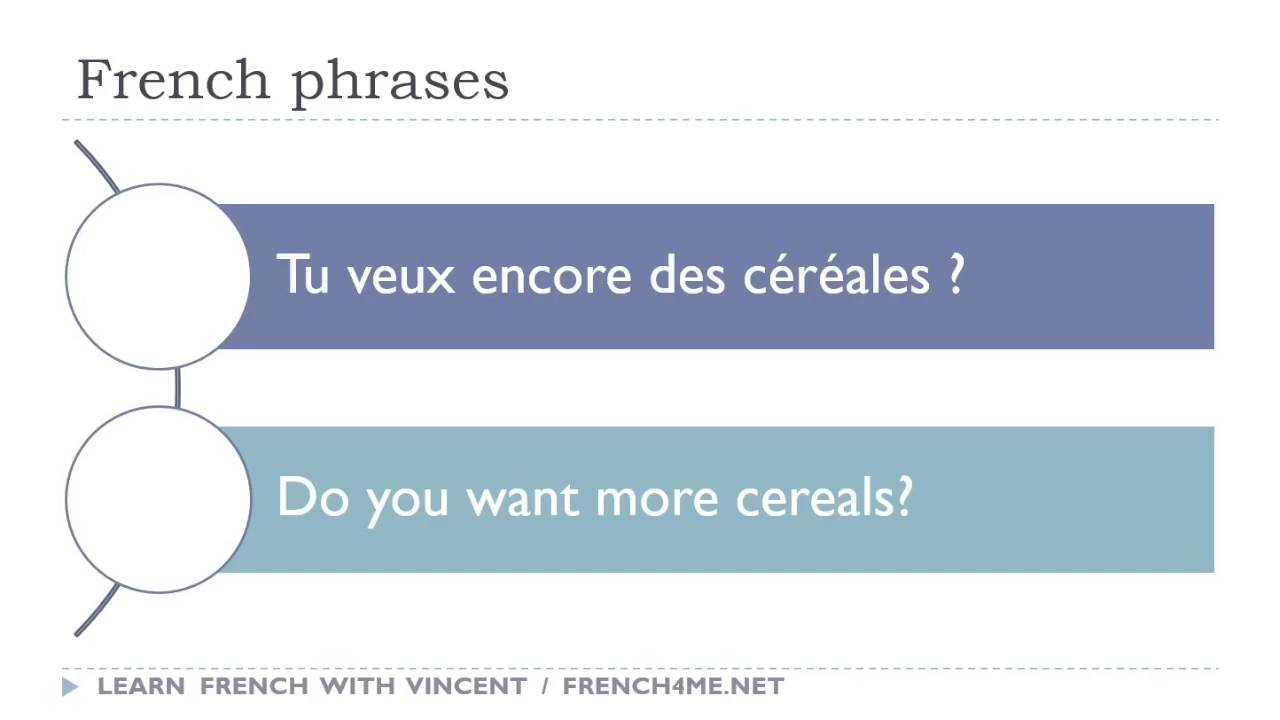 French phrases
Tu veux encore des céréales ?
Do you want more cereals?
LEARN FRENCH WITH VINCENT / FRENCH4ME.NET